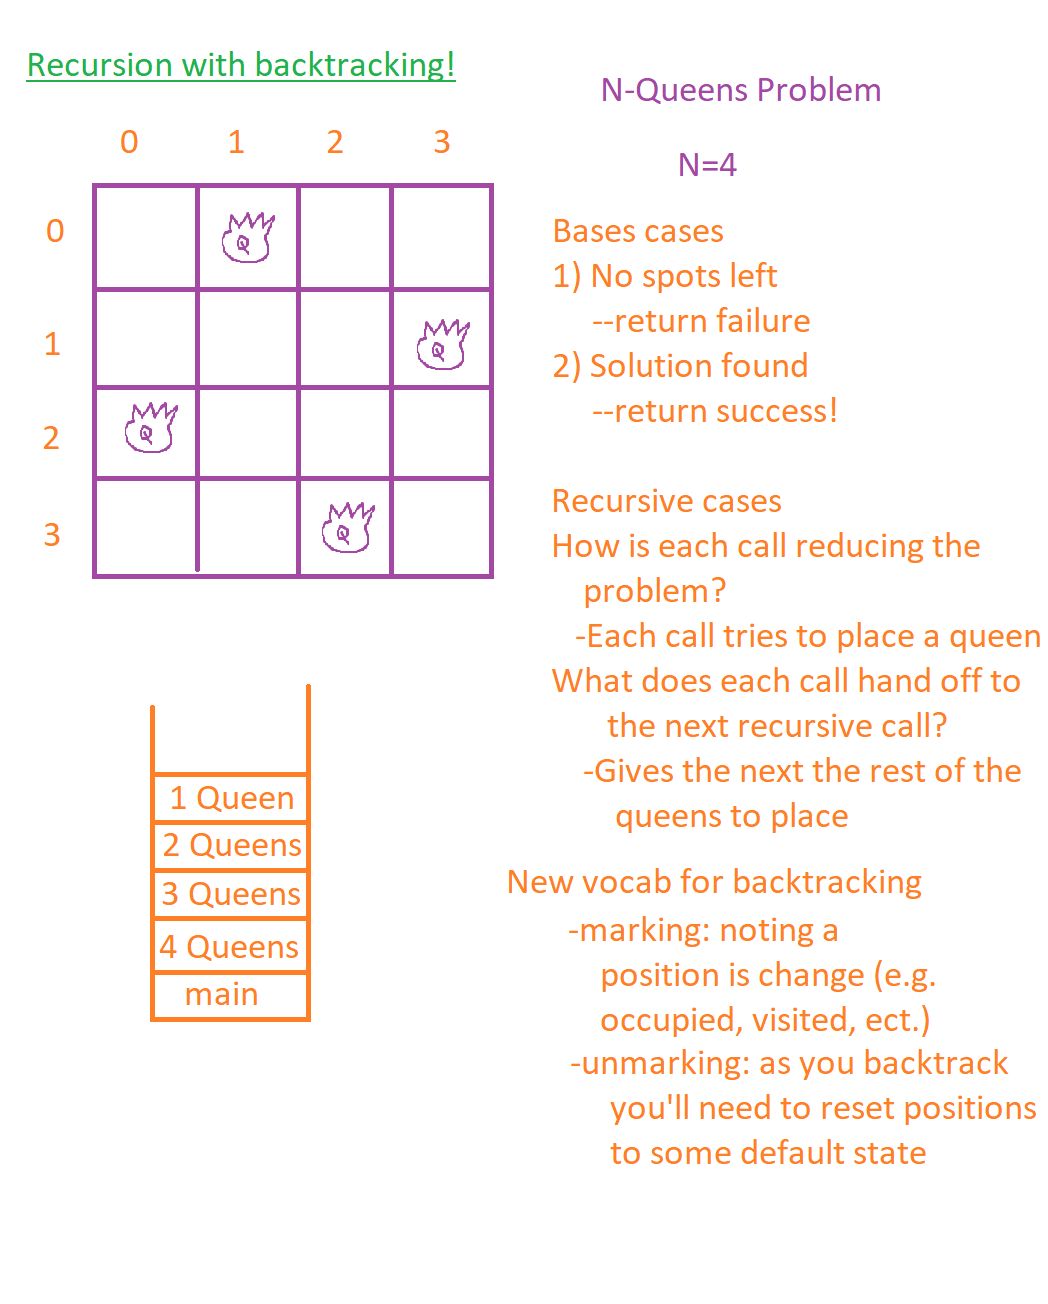 Recursion with backtracking!
N-Queens Problem
0 1 2 3
N=4
0
Q
1
Q
2
Q
3
Q
Bases cases
1) No spots left
--return failure
2) Solution found
--return success!
Recursive cases
How is each call reducing the
problem?
-Each call tries to place a queen
What does each call hand off to
the next recursive call?
-Gives the next the rest of the
queens to place
1 Queen
2 Queens
3 Queens
4 Queens
main
New vocab for backtracking
-marking: noting a
position is change (e.g.
occupied, visited, ect.)
-unmarking: as you backtrack
you'll need to reset positions
to some default state